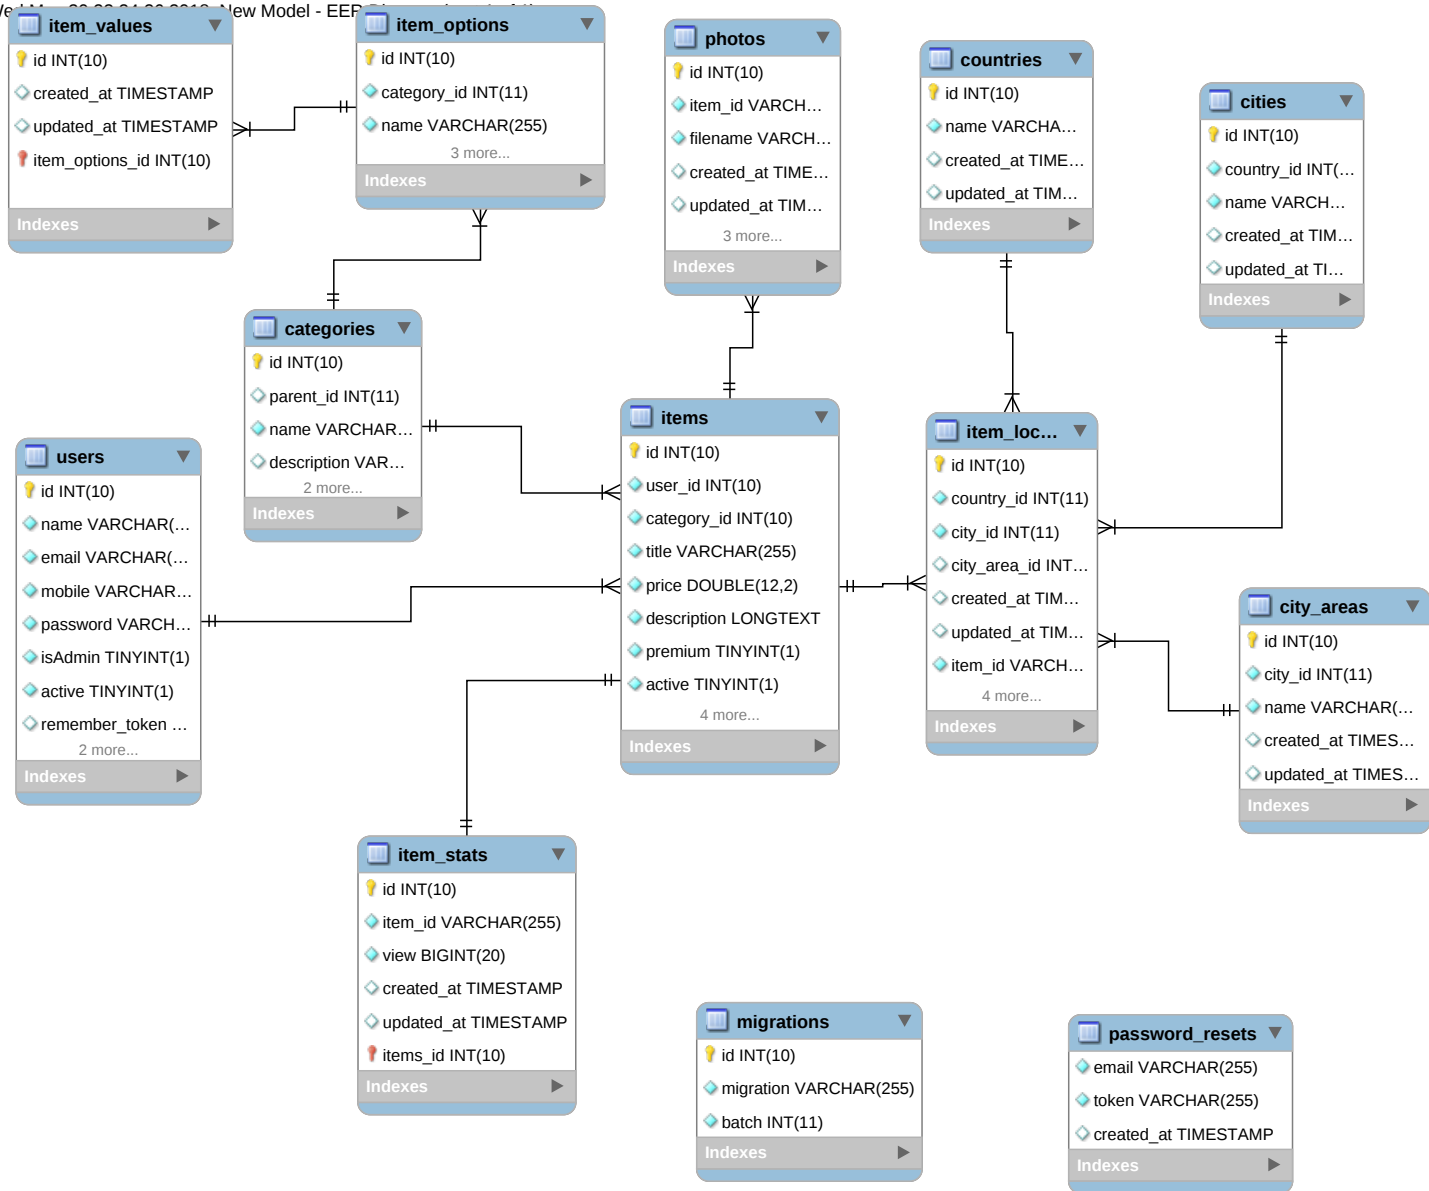 New Model - EER
item_values
id INT(10)
created_at TIMESTAMP
updated_at TIMESTAMP
item_options_id INT(10)
Indexes
item_options
id INT(10)
category_id INT(11)
name VARCHAR(255)
3 more...
Indexes
photos
id INT(10)
item_id VARCH...
filename VARCH...
created_at TIME...
updated_at TIM...
3 more...
Indexes
countries
id INT(10)
name VARCHA...
created_at TIME...
updated_at TIM...
Indexes
cities
id INT(10)
country_id INT(...
name VARCH...
created_at TIM...
updated_at TI...
Indexes
categories
id INT(10)
parent_id INT(11)
name VARCHAR...
description VAR...
2 more...
Indexes
users
id INT(10)
name VARCHAR(...
email VARCHAR(...
mobile VARCHAR...
password VARCH...
isAdmin TINYINT(1)
active TINYINT(1)
remember_token ...
2 more...
Indexes
items
id INT(10)
user_id INT(10)
category_id INT(10)
title VARCHAR(255)
price DOUBLE(12,2)
description LONGTEXT
premium TINYINT(1)
active TINYINT(1)
4 more...
Indexes
item_loc...
id INT(10)
country_id INT(11)
city_id INT(11)
city_area_id INT...
created_at TIM...
updated_at TIM...
item_id VARCH...
4 more...
Indexes
city_areas
id INT(10)
city_id INT(11)
name VARCHAR(...
created_at TIMES...
updated_at TIMES...
Indexes
item_stats
id INT(10)
item_id VARCHAR(255)
view BIGINT(20)
created_at TIMESTAMP
updated_at TIMESTAMP
items_id INT(10)
Indexes
migrations
id INT(10)
migration VARCHAR(255)
batch INT(11)
Indexes
password_resets
email VARCHAR(255)
token VARCHAR(255)
created_at TIMESTAMP
Indexes